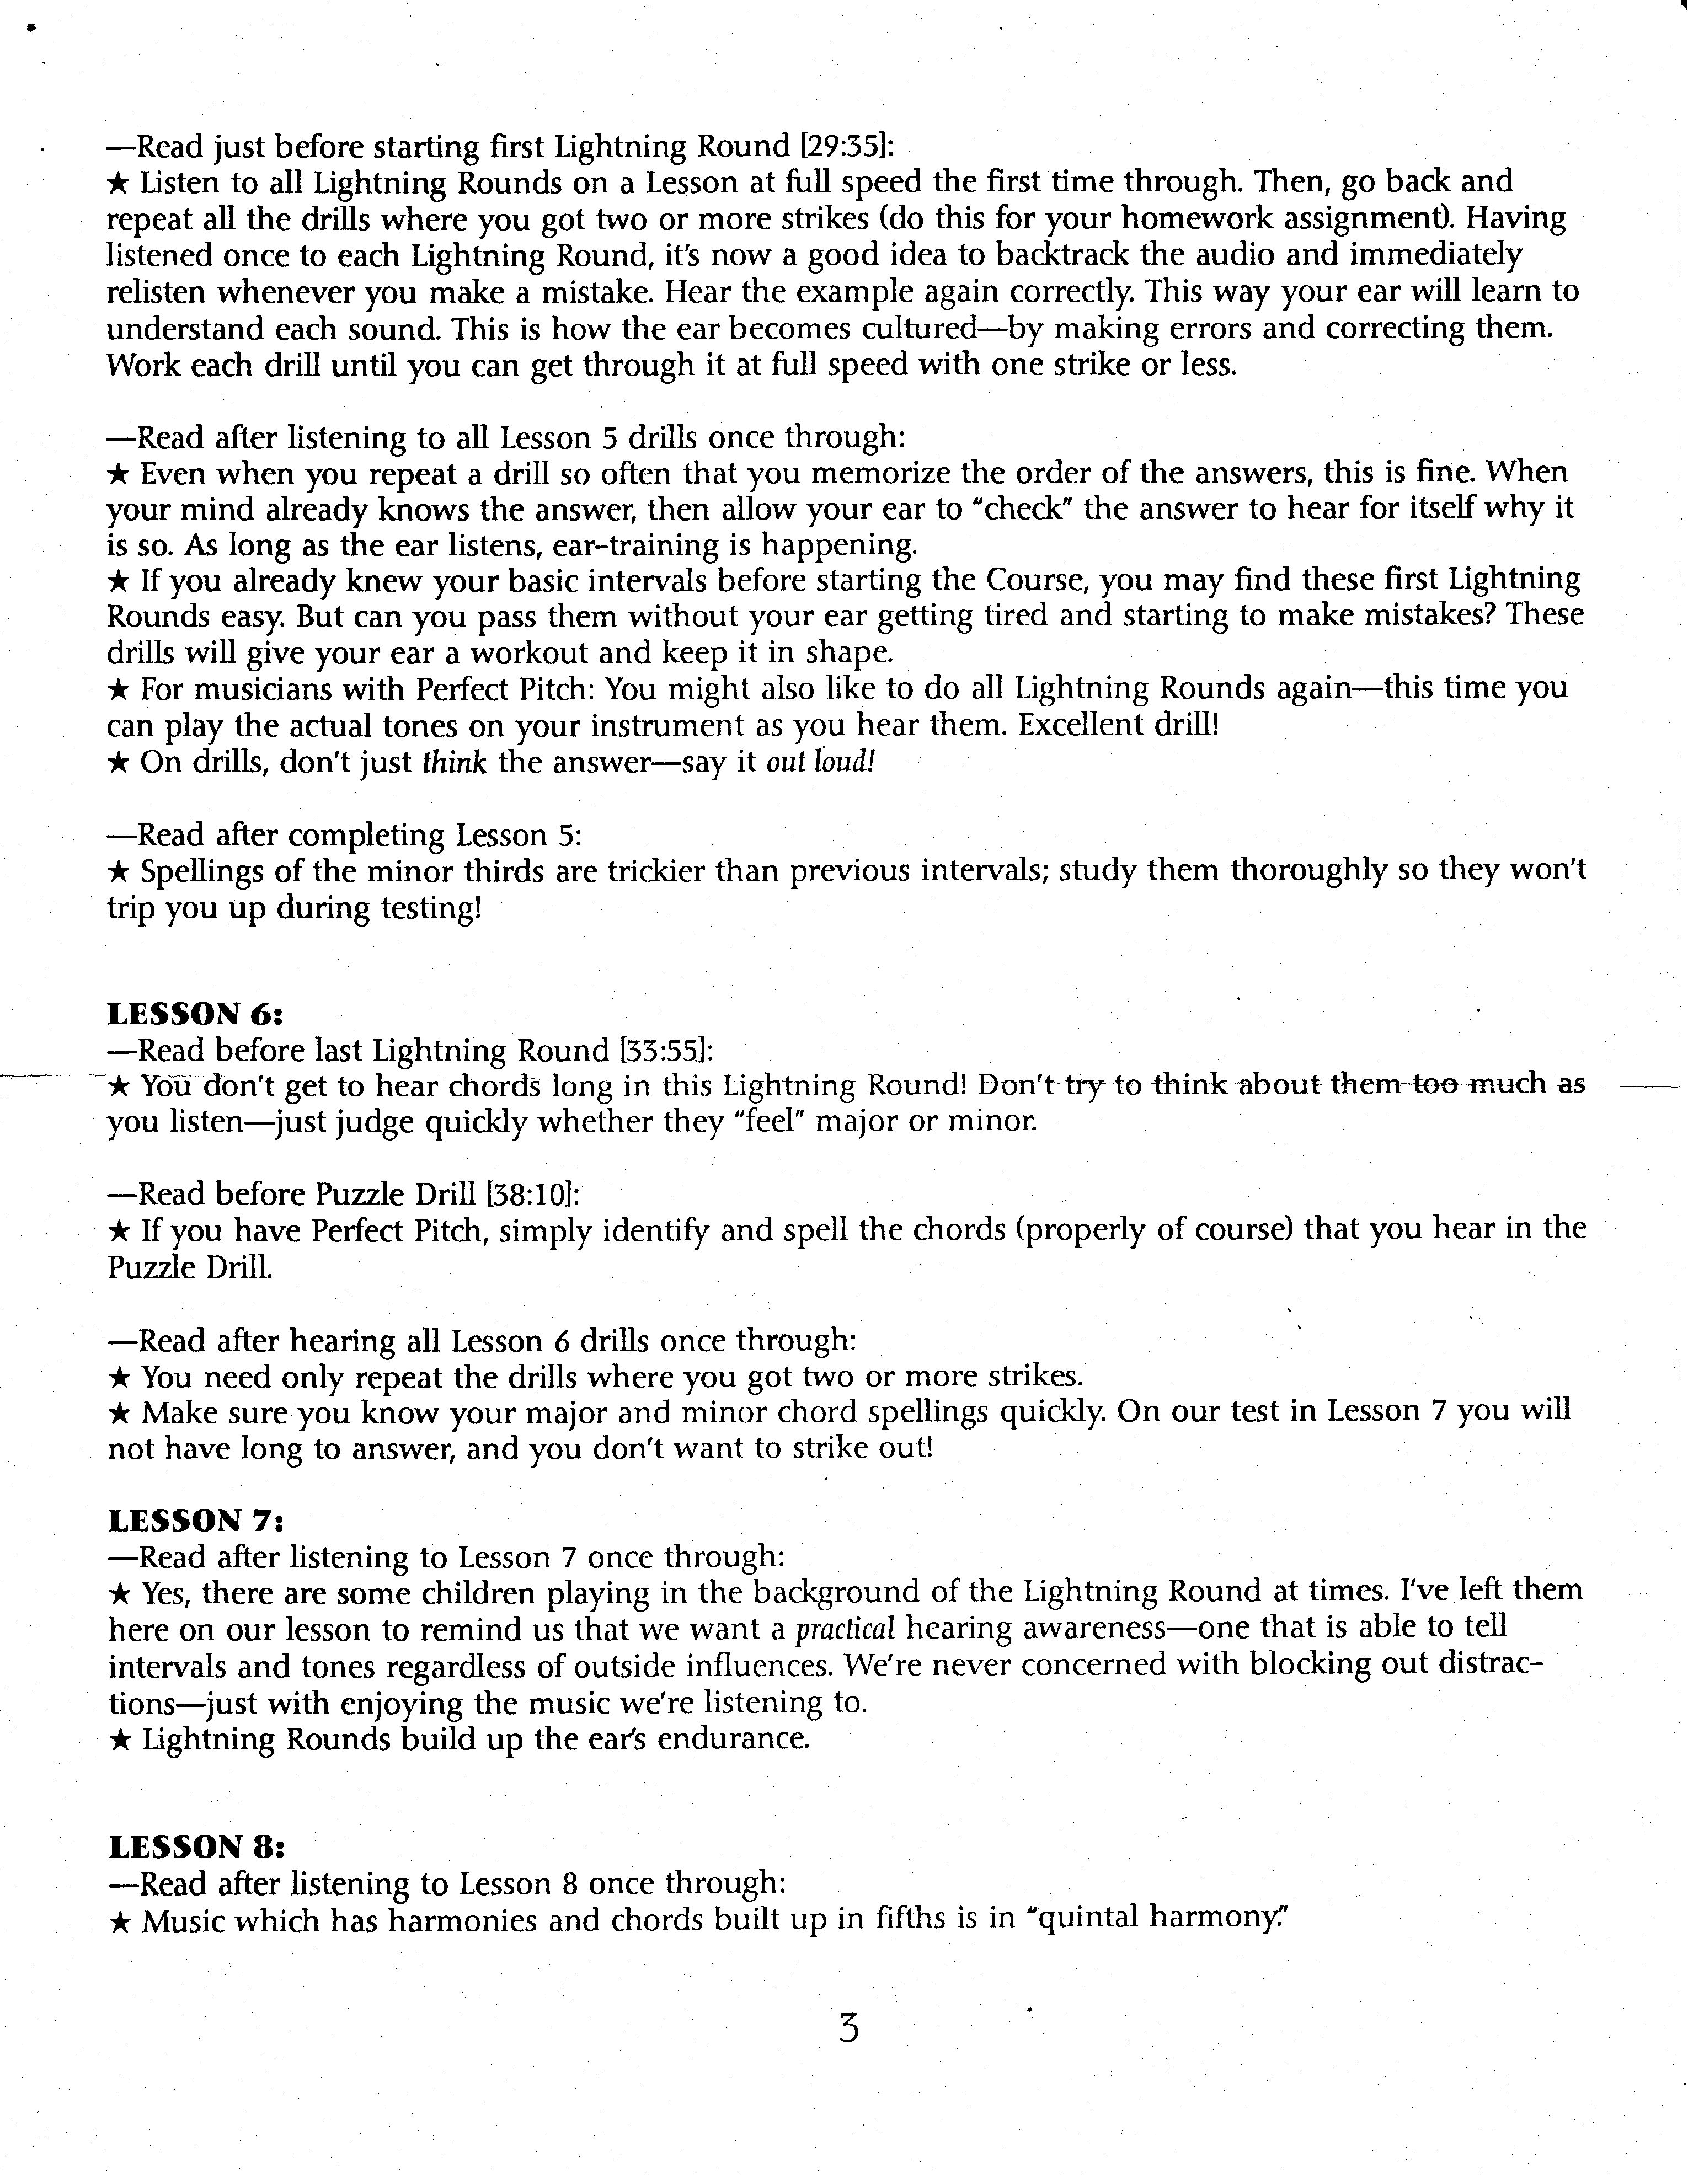 —Read just before starting first Lightning Round [29:35]:
★ Listen to all Lightning Rounds on a Lesson at full speed the first time through. Then, go back and
repeat all the drills where you got two or more strikes (do this for your homework assignment). Having
listened once to each Lightning Round, it's now a good idea to backtrack the audio and immediately
relisten whenever you make a mistake. Hear the example again correctly. This way your ear will learn to
understand each sound. This is how the ear becomes cultured—by making errors and correcting them.
Work each drill until you can get through it at full speed with one strike or less.
—Read after listening to all Lesson 5 drills once through:
★ Even when you repeat a drill so often that you memorize the order of the answers, this is fine. When
your mind already knows the answer, then allow your ear to "check" the answer to hear for itself why it
is so. As long as the ear listens, ear-training is happening.
★ If you already knew your basic intervals before starting the Course, you may find these first Lightning
Rounds easy. But can you pass them without your ear getting tired and starting to make mistakes? These
drills will give your ear a workout and keep it in shape.
★ For musicians with Perfect Pitch: You might also like to do all Lightning Rounds again—this time you
can play the actual tones on your instrument as you hear them. Excellent drill!
★ On drills, don't just think the answer—say it out loud!
—Read after completing Lesson 5:
★ Spellings of the minor thirds are trickier than previous intervals; study them thoroughly so they won't
trip you up during testing!
LESSON 6:
—Read before last Lightning Round [33:55]:
★ You don't get to hear chords long in this Lightning Round! Don't try to think about them too much as
you listen—just judge quickly whether they "feel" major or minor.
—Read before Puzzle Drill [38:10]:
★ If you have Perfect Pitch, simply identify and spell the chords (properly of course) that you hear in the
Puzzle Drill.
—Read after hearing all Lesson 6 drills once through:
★ You need only repeat the drills where you got two or more strikes.
★ Make sure you know your major and minor chord spellings quickly. On our test in Lesson 7 you will
not have long to answer, and you don't want to strike out!
LESSON 7:
—Read after listening to Lesson 7 once through:
★ Yes, there are some children playing in the background of the Lightning Round at times. I've left them
here on our lesson to remind us that we want a practical hearing awareness—one that is able to tell
intervals and tones regardless of outside influences. We're never concerned with blocking out distrac-
tions—just with enjoying the music we're listening to.
★ Lightning Rounds build up the ear's endurance.
LESSON 8:
—Read after listening to Lesson 8 once through:
★ Music which has harmonies and chords built up in fifths is in "quintal harmony."
3